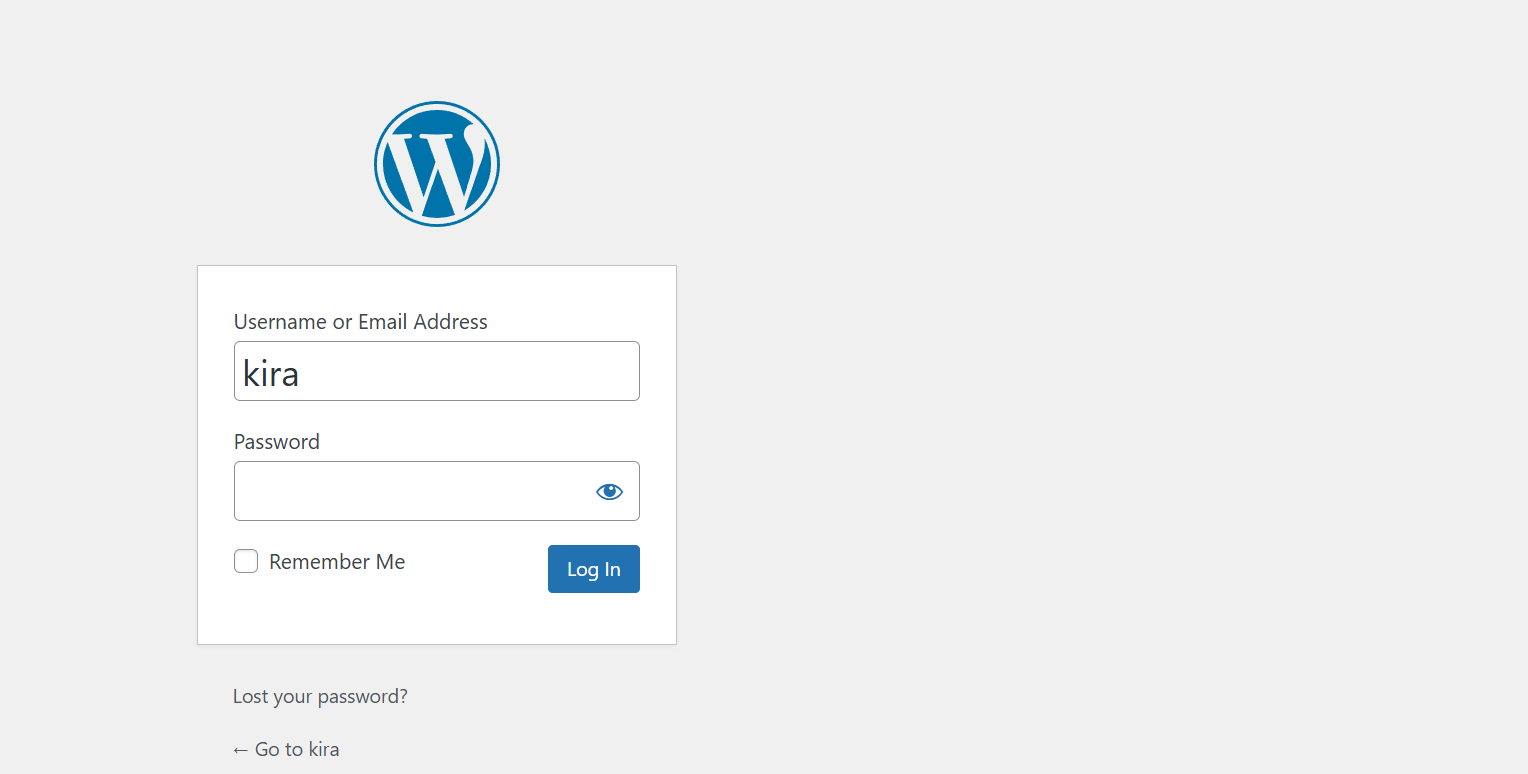 Username or Email Address
kira
Password
Remember Me
Log In
Lost your password?
← Go to kira